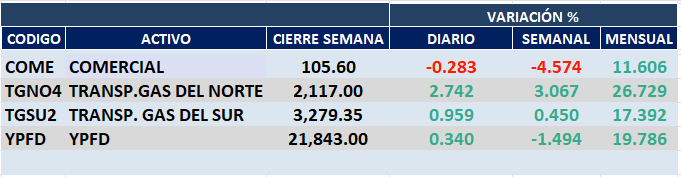 VARIACIÓN %
CODIGO ACTIVO CIERRE SEMANA DIARIO SEMANAL MENSUAL
COME COMERCIAL 105.60 -0.283 -4.574 11.606
TGNO4 TRANSP.GAS DEL NORTE 2,117.00 2.742 3.067 26.729
TGSU2 TRANSP. GAS DEL SUR 3,279.35 0.959 0.450 17.392
YPFD YPFD 21,843.00 0.340 -1.494 19.786